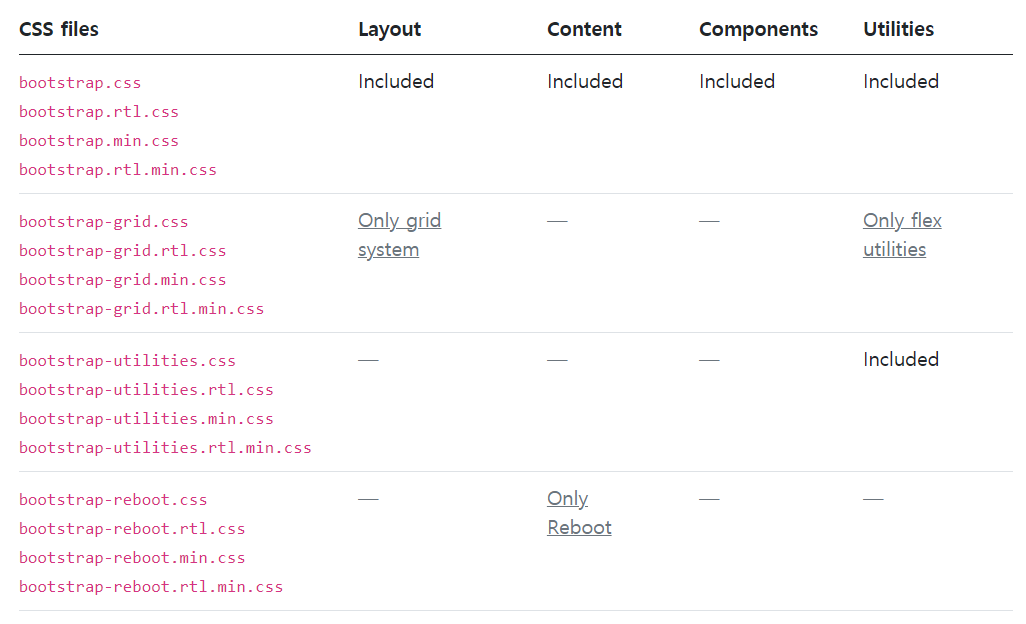 CSS files Layout Content Components Utilities
bootstrap.css Included Included Included Included
bootstrap.rtl.css
bootstrap.min.css
bootstrap.rtl.min.css
bootstrap-grid.css Only grid — — Only flex
bootstrap-grid.rtl.css system utilities
bootstrap-grid.min.css
bootstrap-grid.rtl.min.css
bootstrap-utilities.css — — — Included
bootstrap-utilities.rtl.css
bootstrap-utilities.min.css
bootstrap-utilities.rtl.min.css
bootstrap-reboot.css — Only — —
bootstrap-reboot.rtl.css Reboot
bootstrap-reboot.min.css
bootstrap-reboot.rtl.min.css